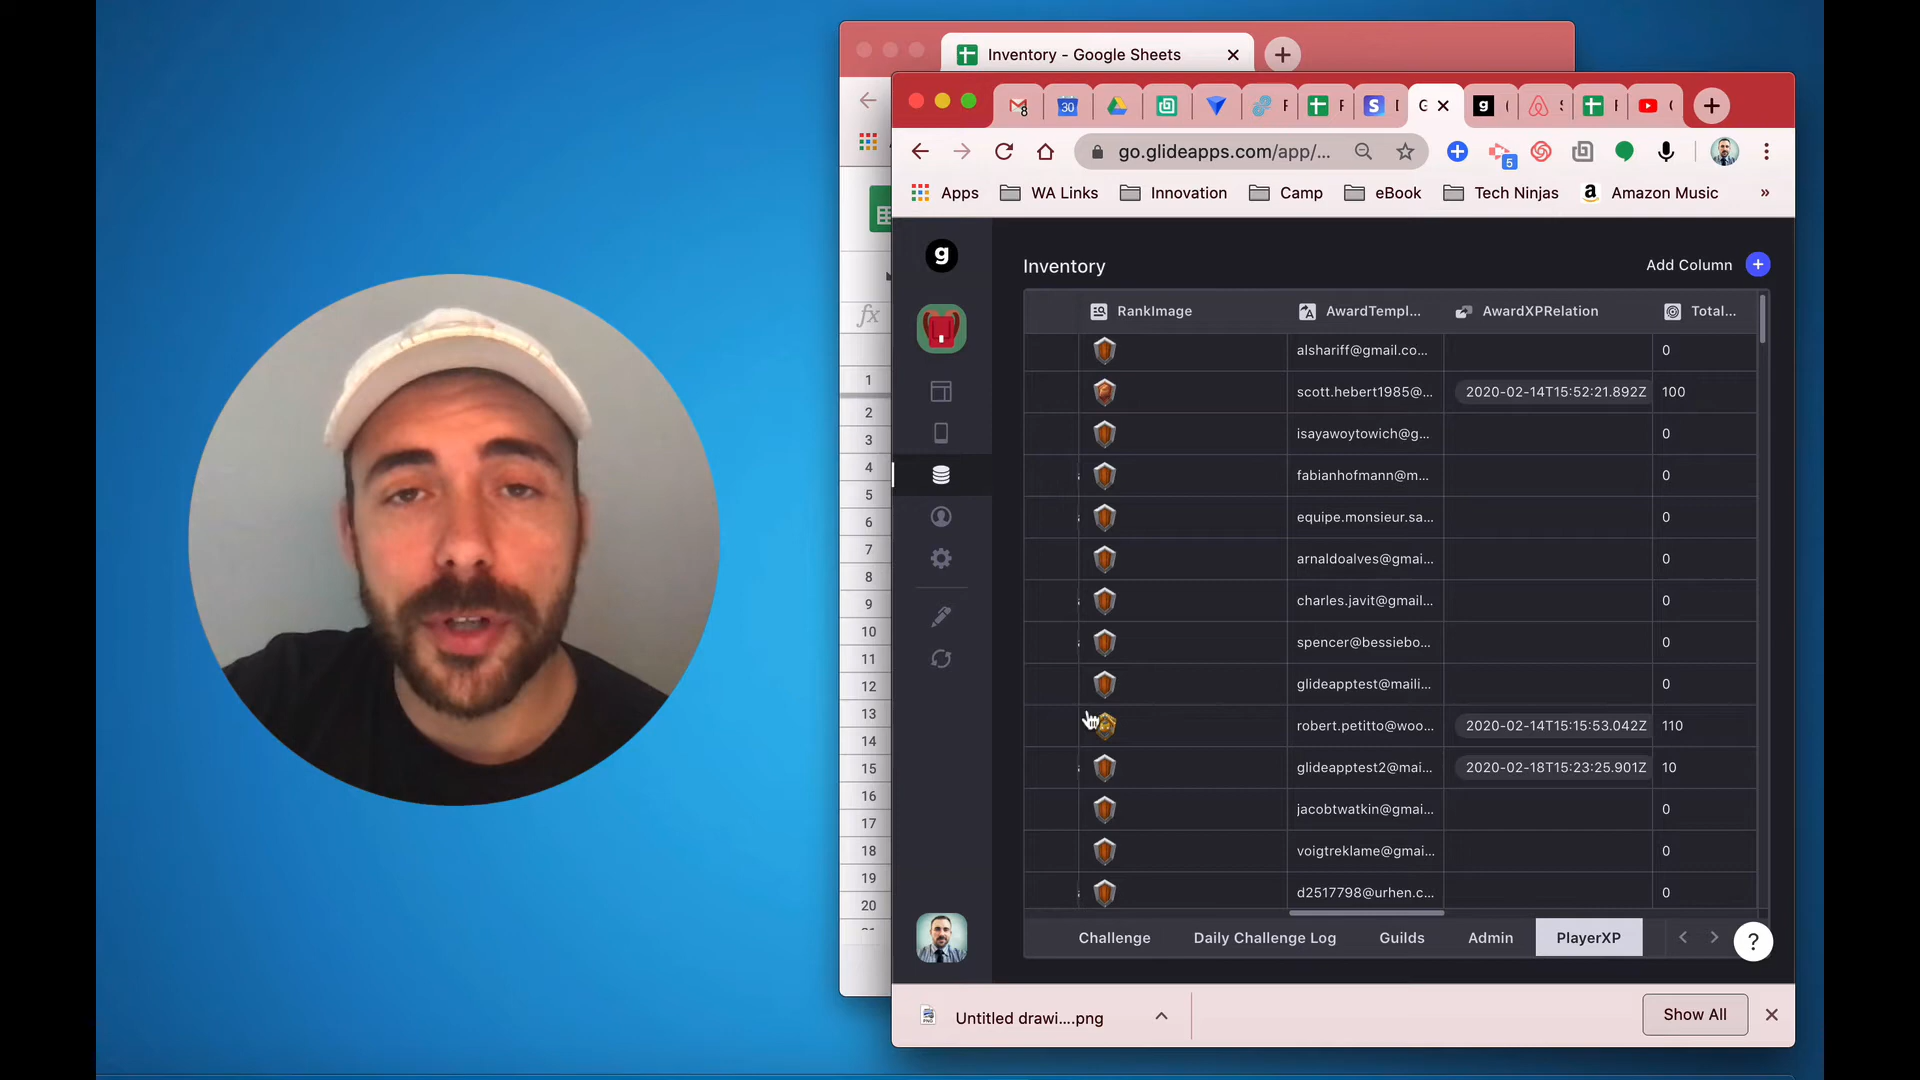 Inventory - Google Sheets
8 30 G
go.glideapps.com/app/...
5
Apps WA Links Innovation Camp eBook Tech Ninjas Amazon Music »
g
Inventory Add Column
RankImage AwardTempl... AwardXPRelation Total...
alshariff@gmail.co... 0
scott.hebert1985@... 2020-02-14T15:52:21.892Z 100
isayawoytowich@g... 0
fabianhofmann@m... 0
equipe.monsieur.sa... 0
arnaldoalves@gmai... 0
charles.javit@gmail... 0
spencer@bessiebo... 0
glideapptest@maili... 0
robert.petitto@woo... 2020-02-14T15:15:53.042Z 110
glideapptest2@mai... 2020-02-18T15:23:25.901Z 10
jacobtwatkin@gmai... 0
voigtreklame@gmai... 0
d2517798@urhen.c... 0
Challenge Daily Challenge Log Guilds Admin PlayerXP ?
Untitled drawi....png Show All
fx
1
2
3
4
5
6
7
8
9
10
11
12
13
14
15
16
17
18
19
20